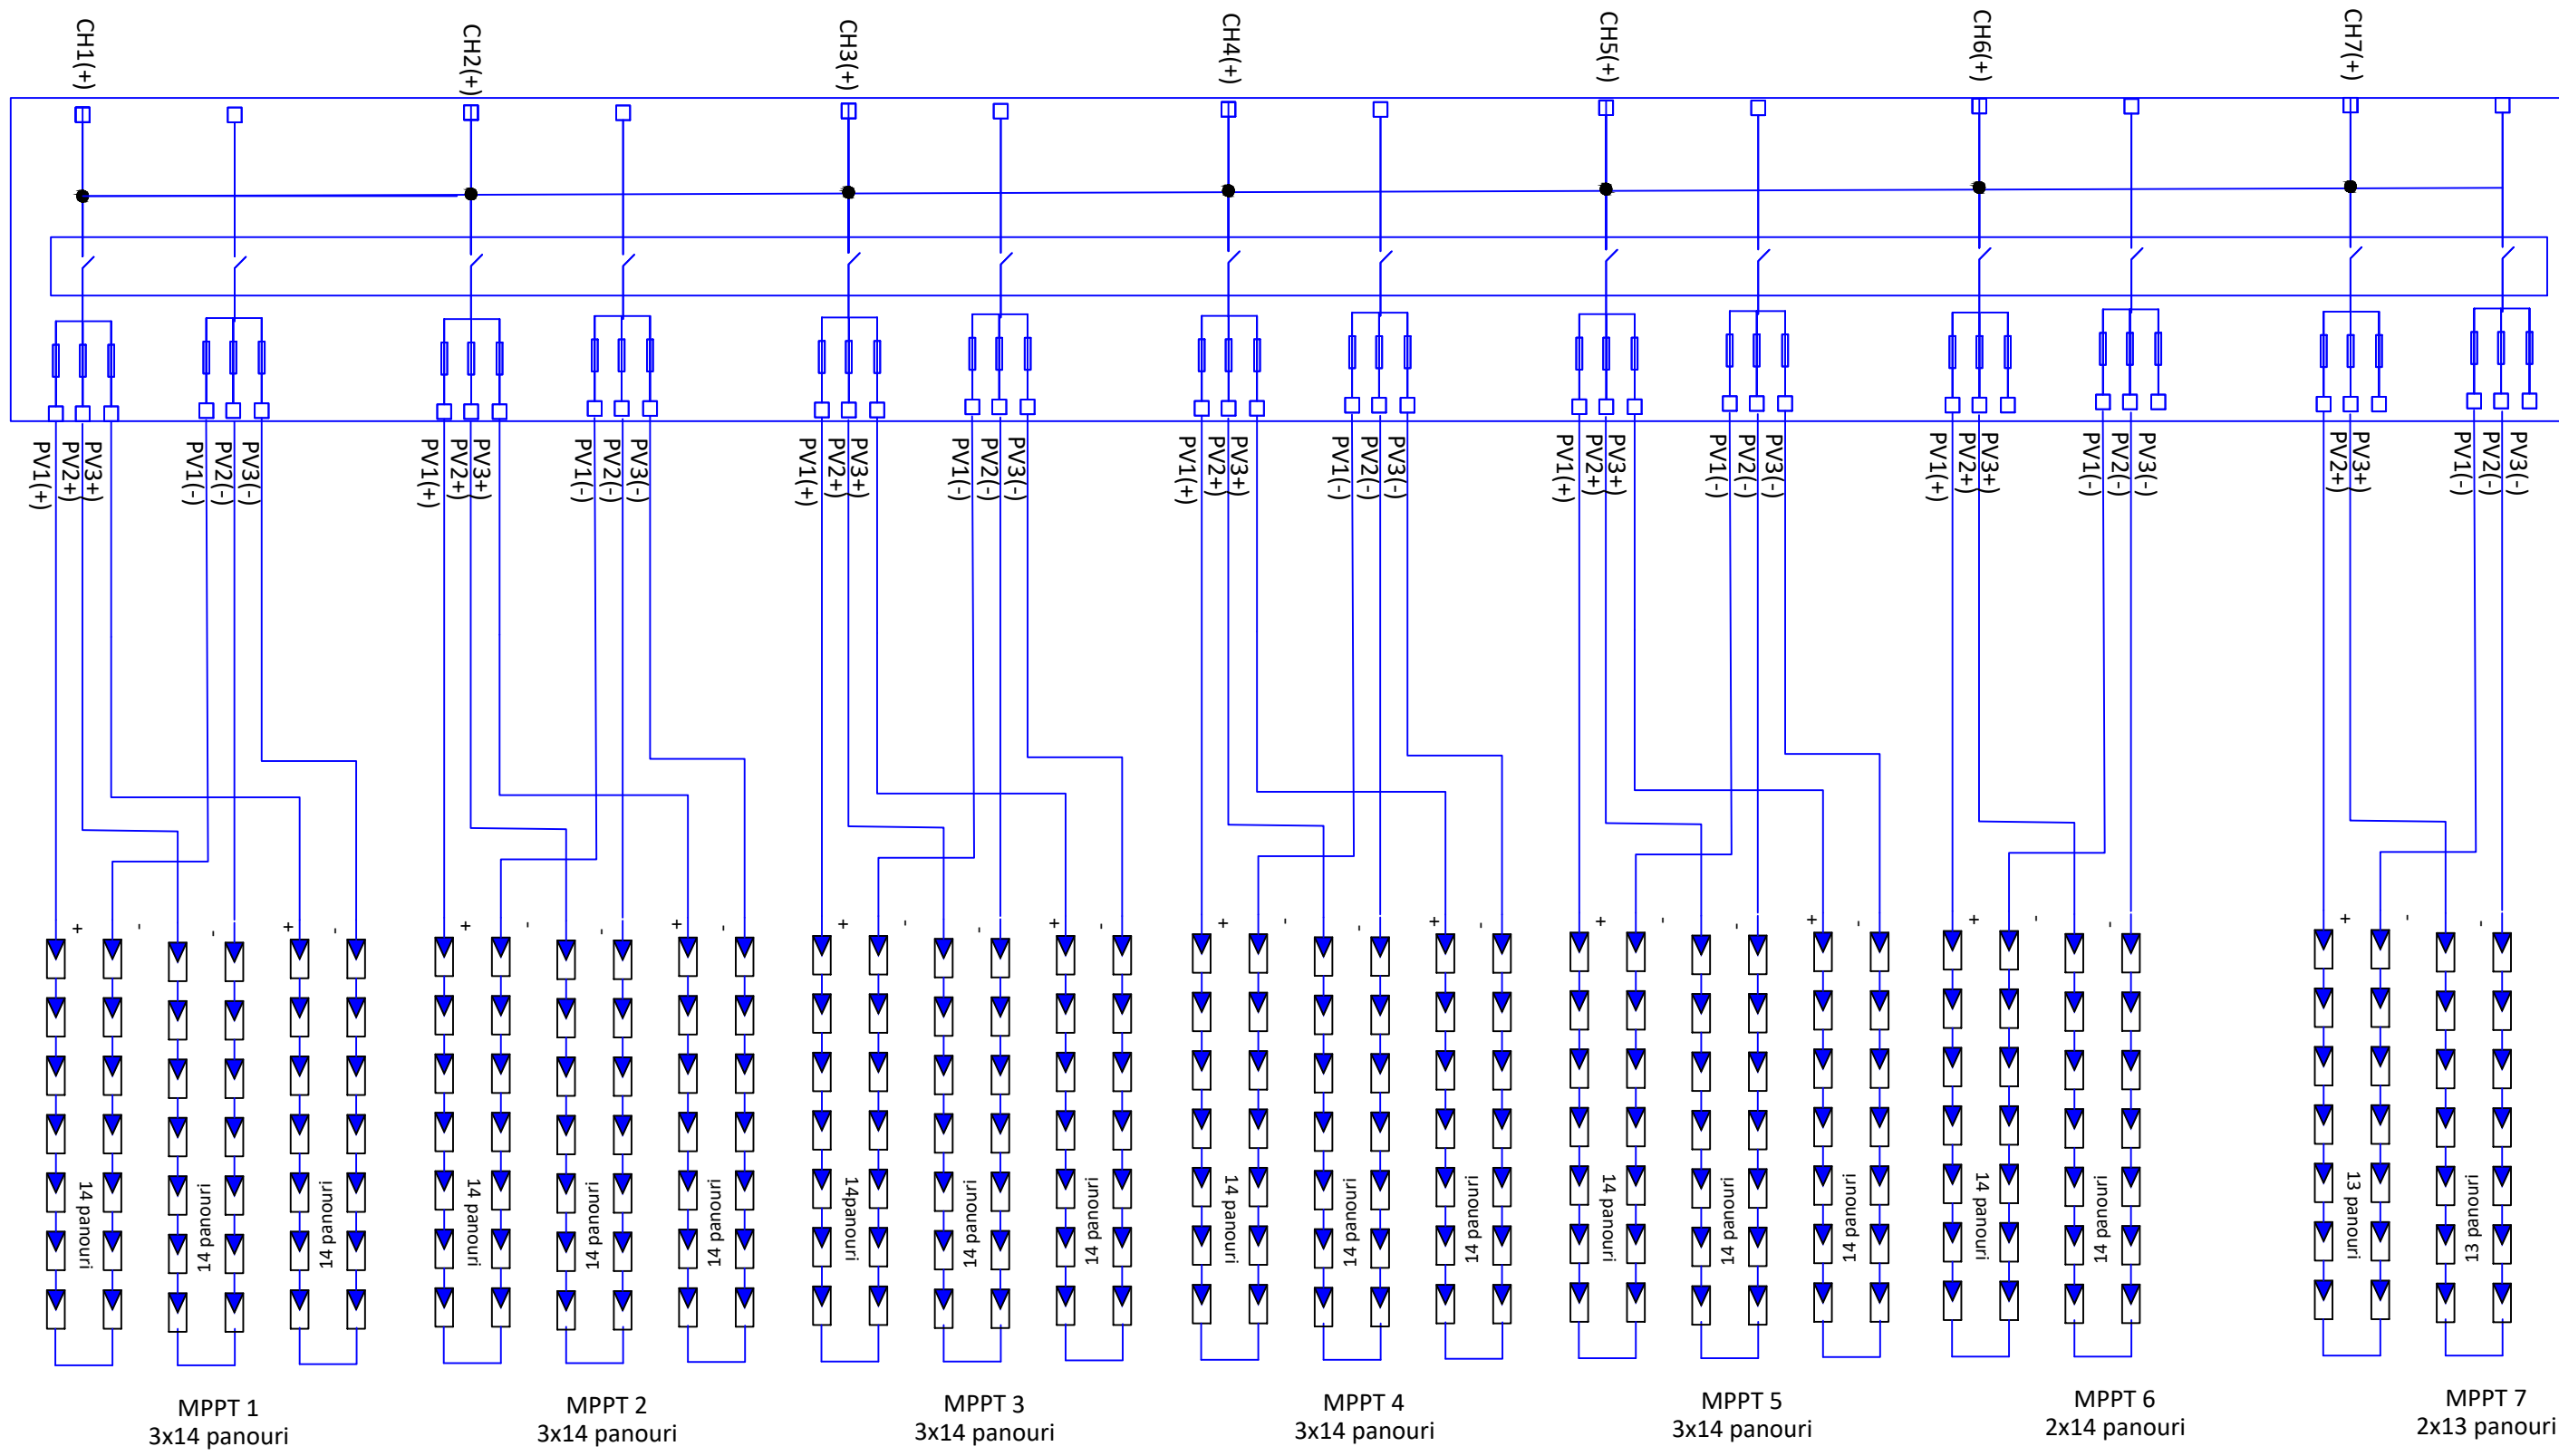 CH1(+)
CH2(+)
CH3(+)
CH4(+)
CH5(+)
CH6(+)
CH7(+)
PV1(+)
PV2+)
PV3+)
PV1(-)
PV2(-)
PV3(-)
PV1(+)
PV2+)
PV3+)
PV1(-)
PV2(-)
PV3(-)
PV1(+)
PV2+)
PV3+)
PV1(-)
PV2(-)
PV3(-)
PV1(+)
PV2+)
PV3+)
PV1(-)
PV2(-)
PV3(-)
PV1(+)
PV2+)
PV3+)
PV1(-)
PV2(-)
PV3(-)
PV1(+)
PV2+)
PV3+)
PV1(-)
PV2(-)
PV3(-)
PV2+)
PV3+)
PV1(-)
PV2(-)
PV3(-)
+ - - + -
+ - - + -
+ - - + -
+ - - + -
+ - - + -
+ - -
+ - -
14 panouri
14 panouri
14 panouri
14 panouri
14 panouri
14 panouri
14panouri
14 panouri
14 panouri
14 panouri
14 panouri
14 panouri
14 panouri
14 panouri
14 panouri
14 panouri
14 panouri
13 panouri
13 panouri
MPPT 1
3x14 panouri
MPPT 2
3x14 panouri
MPPT 3
3x14 panouri
MPPT 4
3x14 panouri
MPPT 5
3x14 panouri
MPPT 6
2x14 panouri
MPPT 7
2x13 panouri